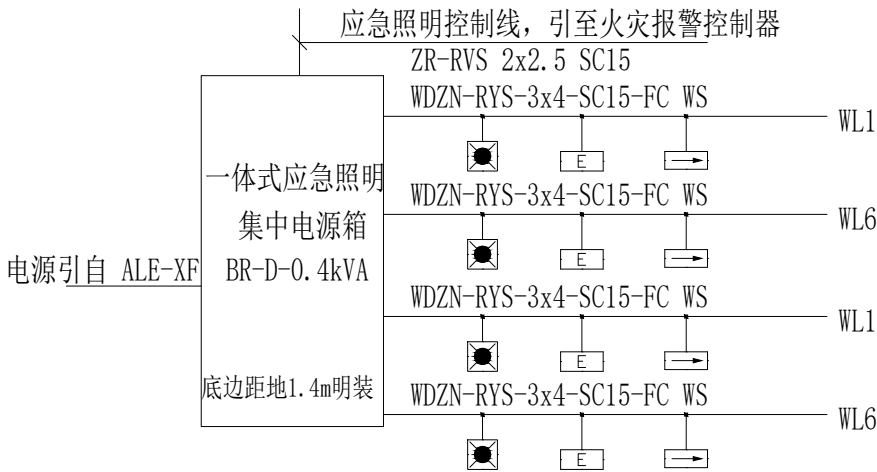 应急照明控制线，引至火灾报警控制器
ZR-RVS 2x2.5 SC15
WDZN-RYS-3x4-SC15-FC WS
WL1
E
一体式应急照明
集中电源箱
BR-D-0.4kVA
WDZN-RYS-3x4-SC15-FC WS
WL6
E
电源引自 ALE-XF
WDZN-RYS-3x4-SC15-FC WS
WL1
E
底边距地1.4m明装
WDZN-RYS-3x4-SC15-FC WS
WL6
E